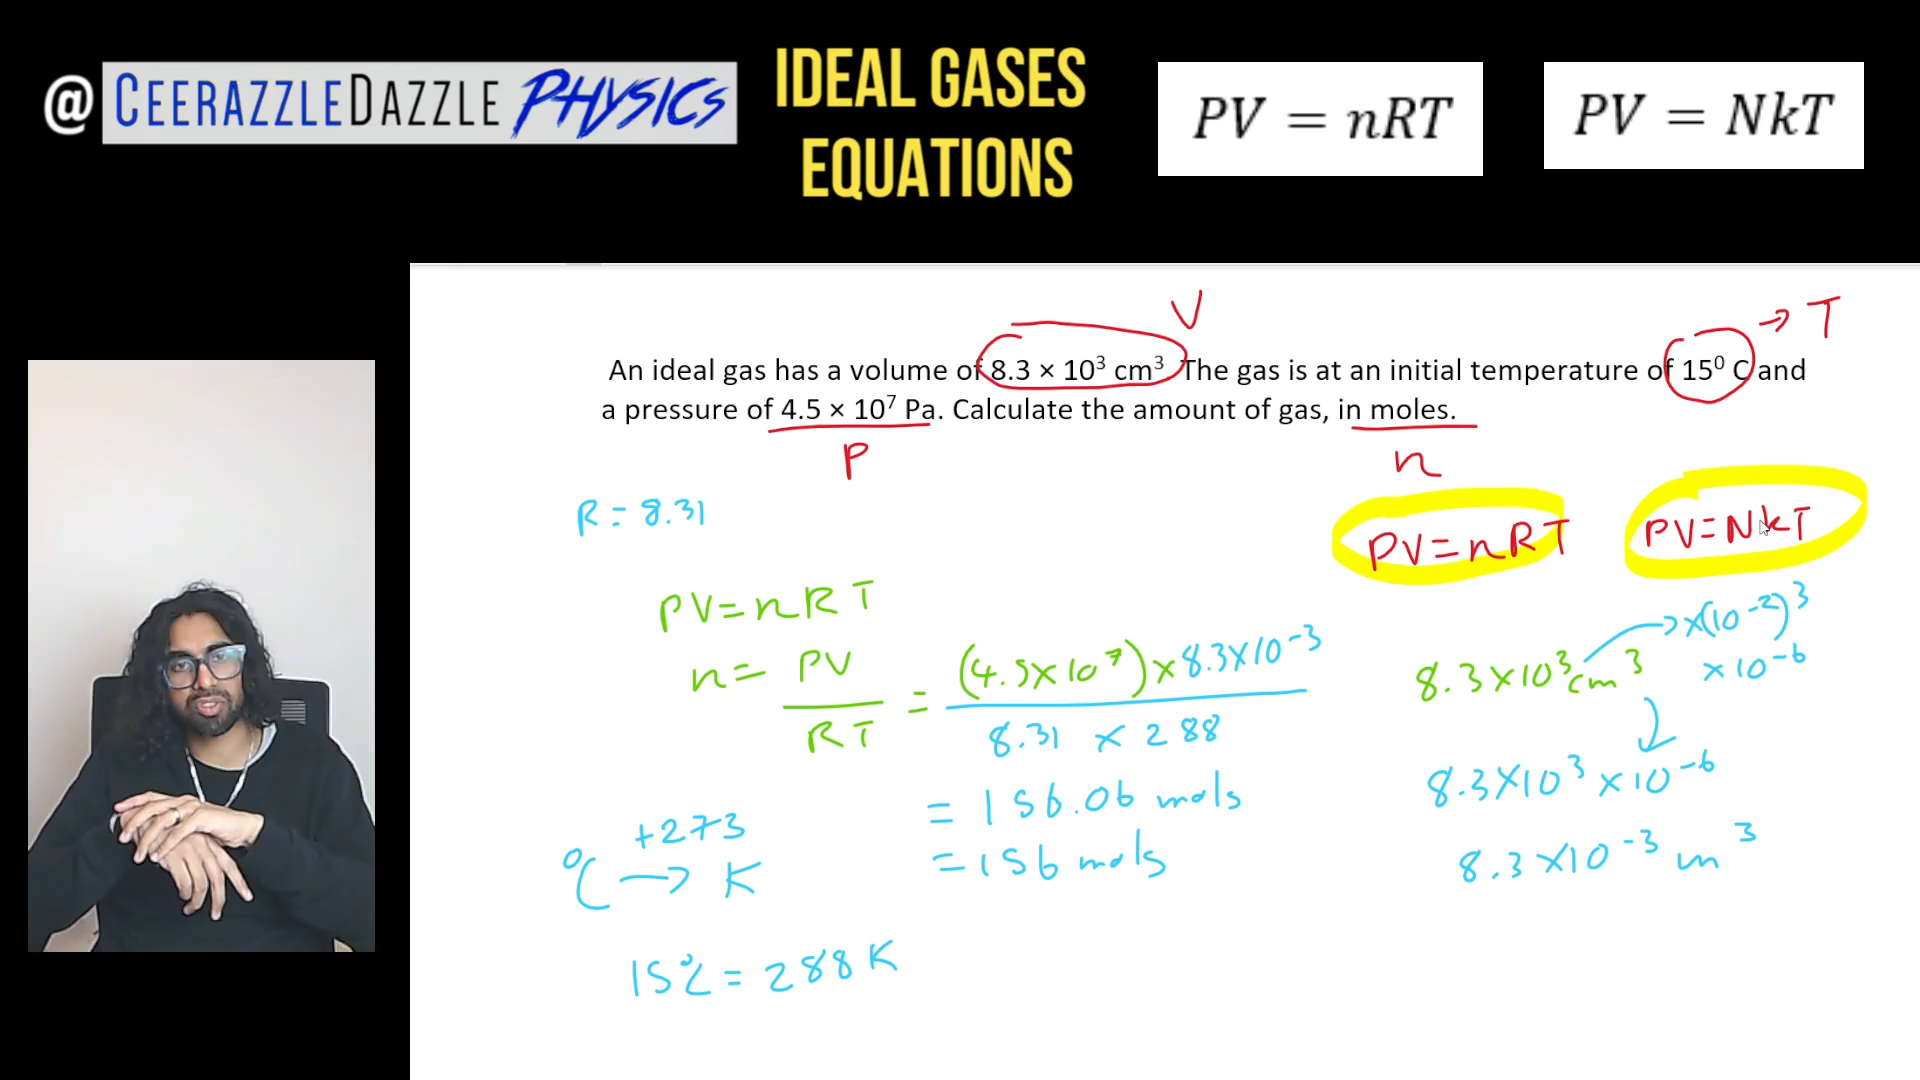 @ CEERAZZLEDAZZLE PHYSICS
IDEAL GASES
EQUATIONS
PV = nRT
PV = NkT
V
→ T
An ideal gas has a volume of 8.3 × 10³ cm³. The gas is at an initial temperature of 15⁰ C and
a pressure of 4.5 × 10⁷ Pa. Calculate the amount of gas, in moles.
P
n
R = 8.31
PV=nRT
PV=NkT
PV=nRT
n= PV / RT = (4.5×10⁷)×8.3×10⁻³ / 8.31 × 288
= 156.06 mols
= 156 mols
+273
°C → K
15°C = 288 K
8.3×10³cm³ → ×(10⁻²)³
×10⁻⁶
8.3×10³ ×10⁻⁶
8.3×10⁻³ m³